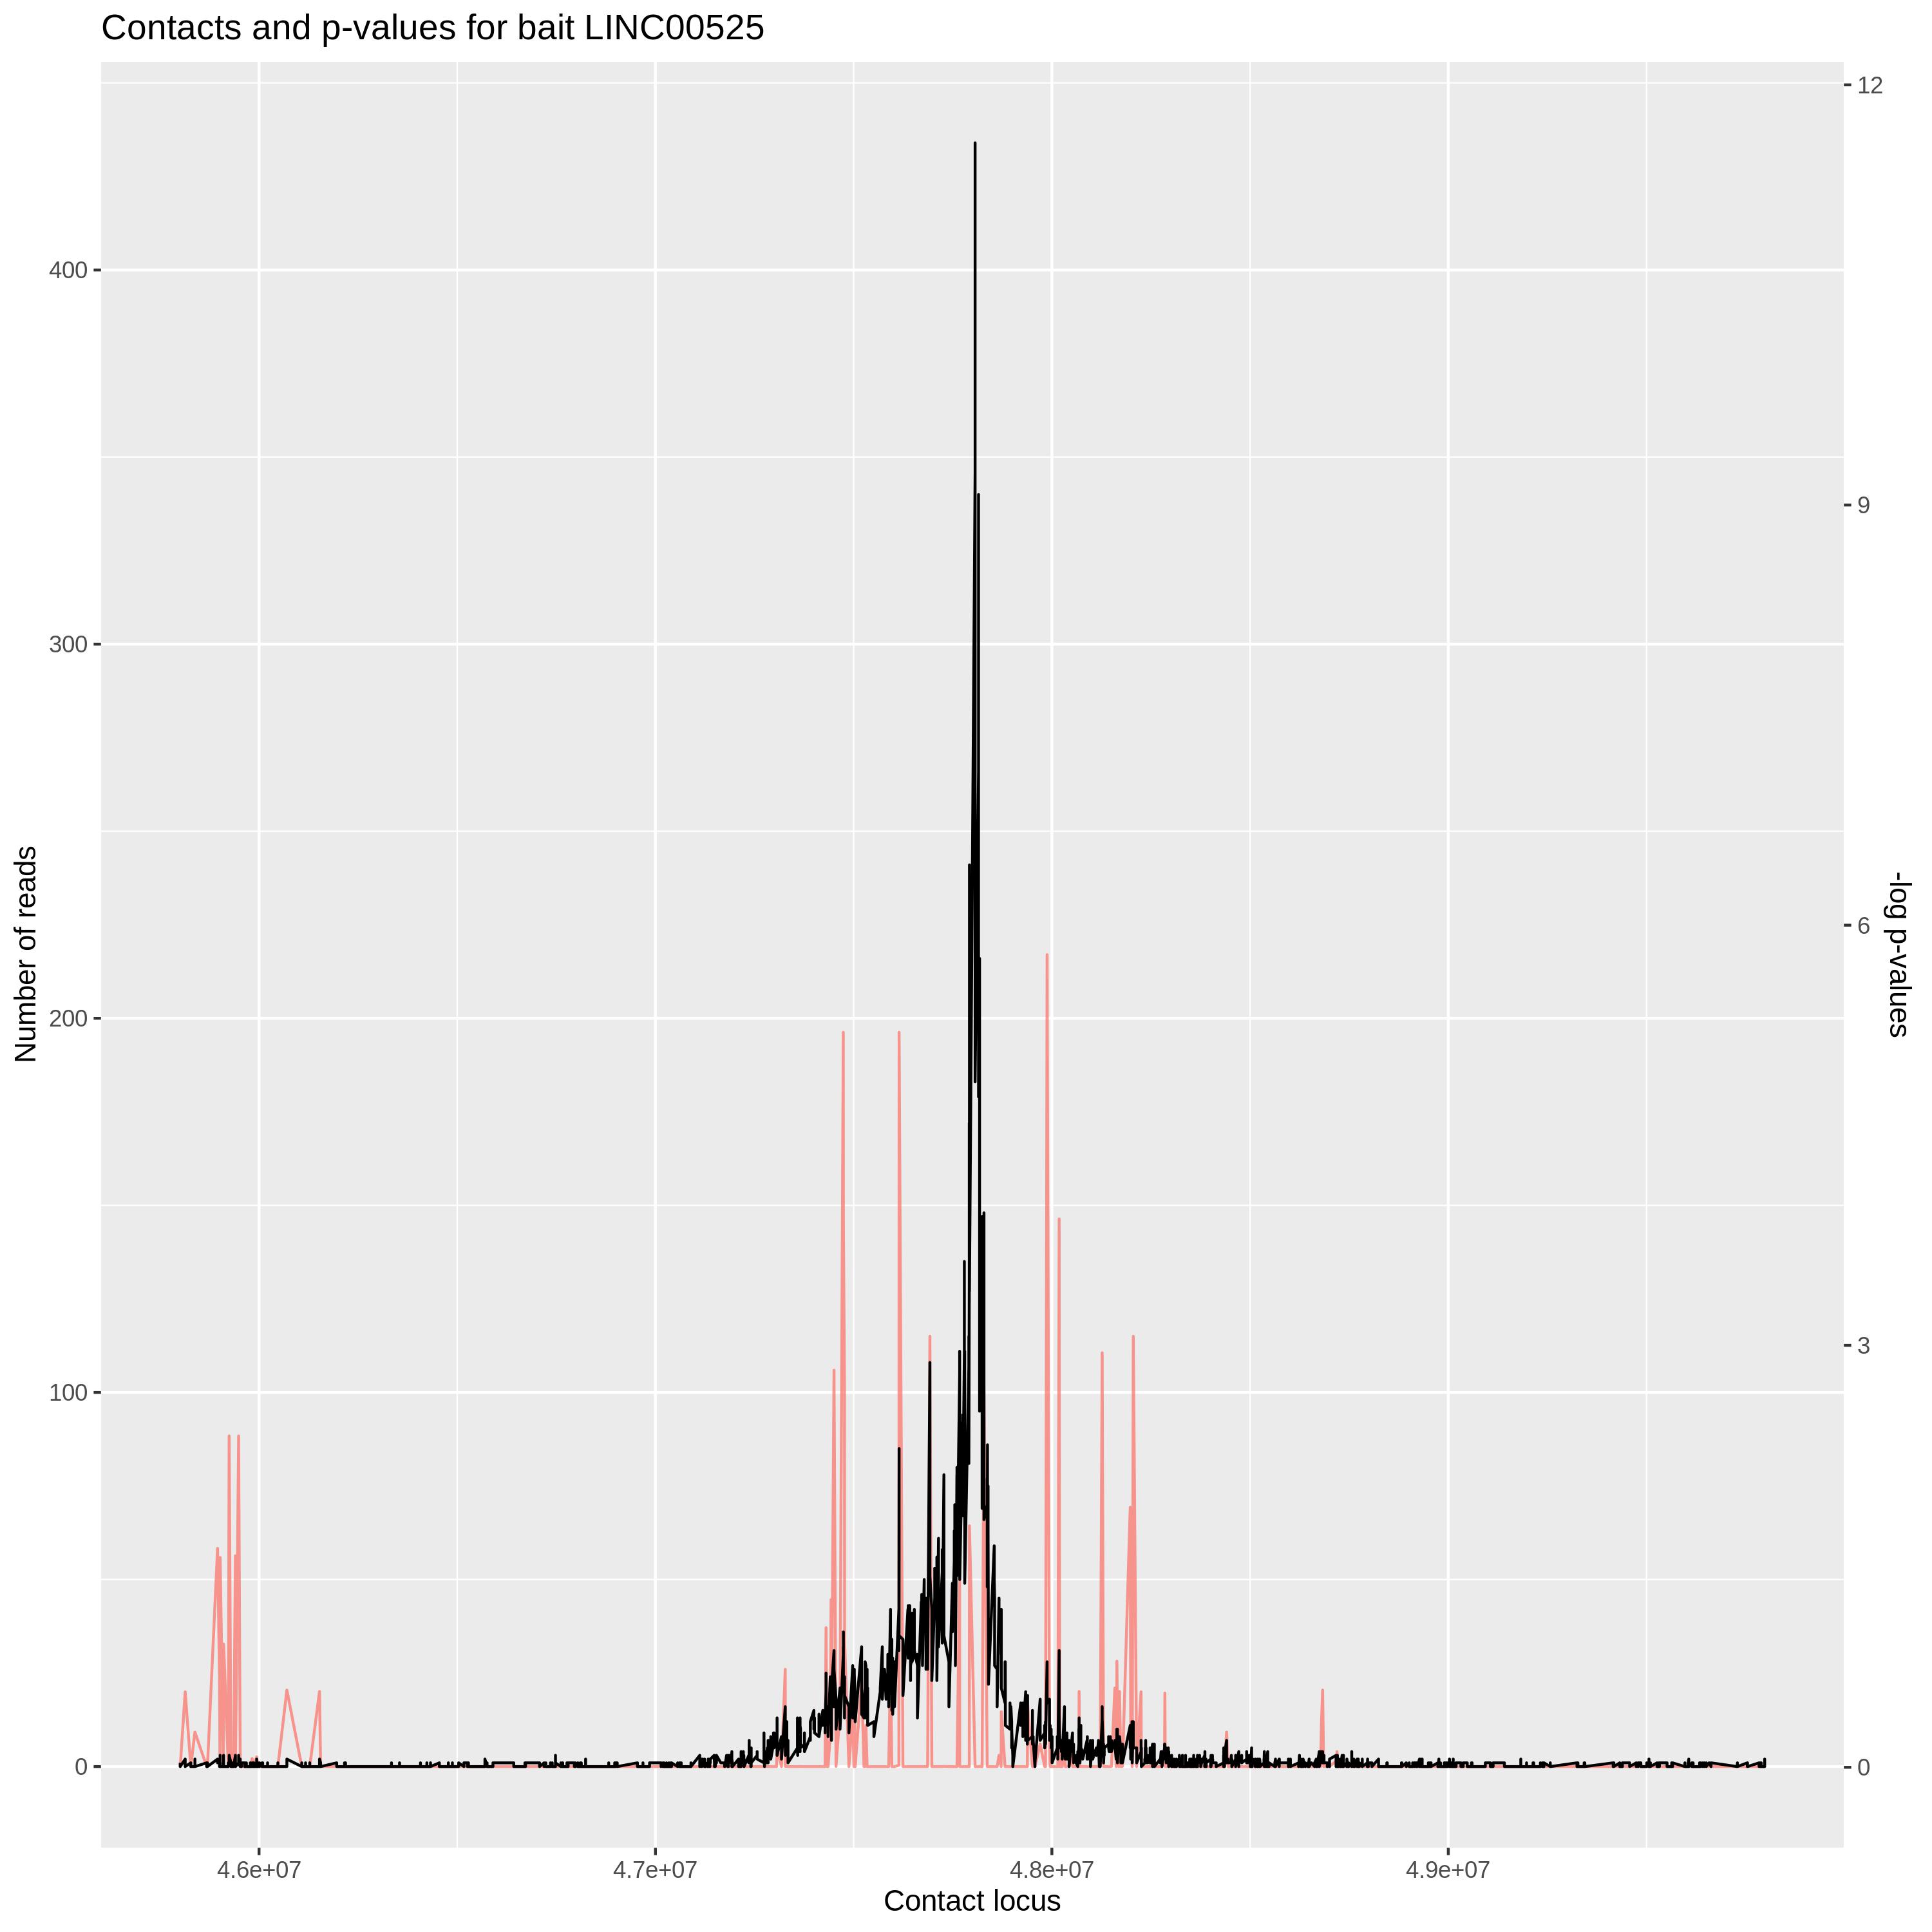 Contacts and p-values for bait LINC00525
12
400
9
300
Number of reads
6
-log p-values
200
3
100
0
0
4.6e+07
4.7e+07
4.8e+07
4.9e+07
Contact locus